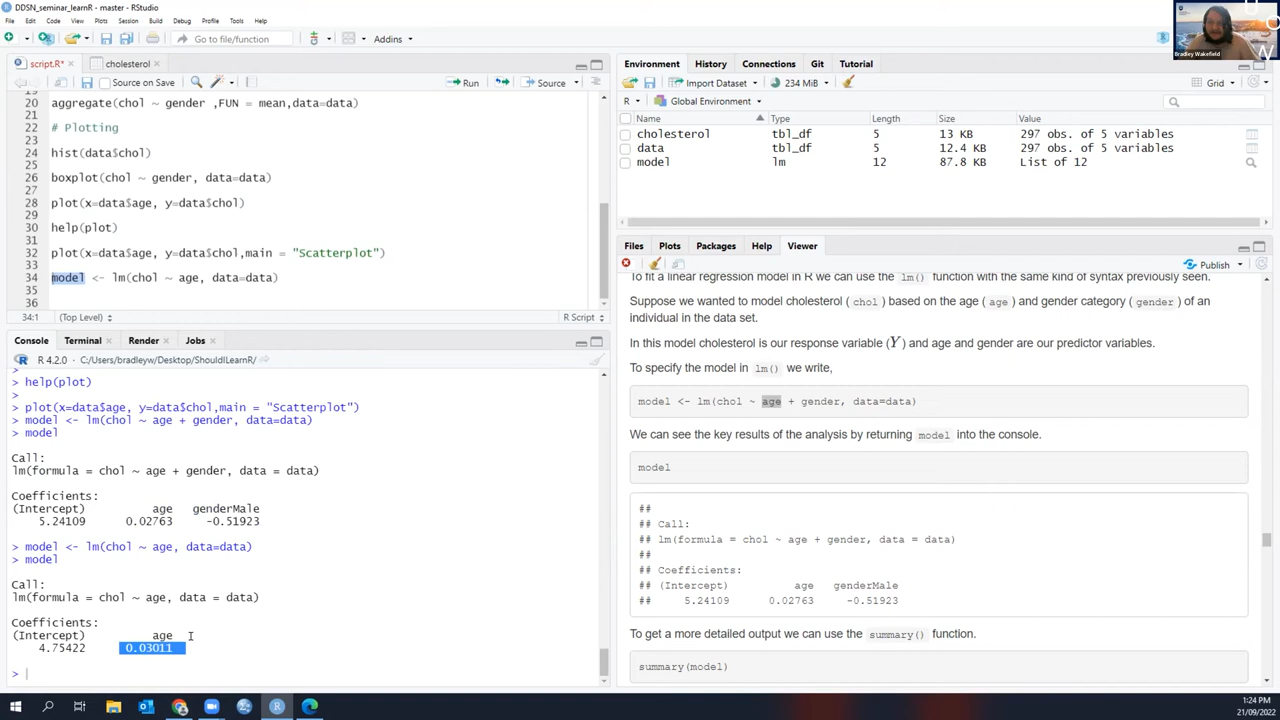 DDSN_seminar_learnR - master - RStudio
File Edit Code View Plots Session Build Debug Profile Tools Help
Go to file/function
Addins
script.R*
cholesterol
Source on Save
Run
Source
19
20 aggregate(chol ~ gender ,FUN = mean,data=data)
21
22 # Plotting
23
24 hist(data$chol)
25
26 boxplot(chol ~ gender, data=data)
27
28 plot(x=data$age, y=data$chol)
29
30 help(plot)
31
32 plot(x=data$age, y=data$chol,main = "Scatterplot")
33
34 model <- lm(chol ~ age, data=data)
35
36
34:1 (Top Level) R Script
Console Terminal Render Jobs
R 4.2.0 · C:/Users/bradleyw/Desktop/ShouldILearnR/
>
> help(plot)
>
> plot(x=data$age, y=data$chol,main = "Scatterplot")
> model <- lm(chol ~ age + gender, data=data)
> model
Call:
lm(formula = chol ~ age + gender, data = data)
Coefficients:
(Intercept) age genderMale
5.24109 0.02763 -0.51923
> model <- lm(chol ~ age, data=data)
> model
Call:
lm(formula = chol ~ age, data = data)
Coefficients:
(Intercept) age
4.75422 0.03011
>
Bradley Wakefield
Environment History Connections Git Tutorial
Import Dataset 234 MiB Grid
R Global Environment
Name Type Length Size Value
cholesterol tbl_df 5 13 KB 297 obs. of 5 variables
data tbl_df 5 12.4 KB 297 obs. of 5 variables
model lm 12 87.8 KB List of 12
Files Plots Packages Help Viewer
Publish
To fit a linear regression model in R we can use the lm() function with the same kind of syntax previously seen.
Suppose we wanted to model cholesterol ( chol ) based on the age ( age ) and gender category ( gender ) of an
individual in the data set.
In this model cholesterol is our response variable (Y) and age and gender are our predictor variables.
To specify the model in lm() we write,
model <- lm(chol ~ age + gender, data=data)
We can see the key results of the analysis by returning model into the console.
model
##
## Call:
## lm(formula = chol ~ age + gender, data = data)
##
## Coefficients:
## (Intercept) age genderMale
## 5.24109 0.02763 -0.51923
To get a more detailed output we can use the summary() function.
summary(model)
1:24 PM
21/09/2022